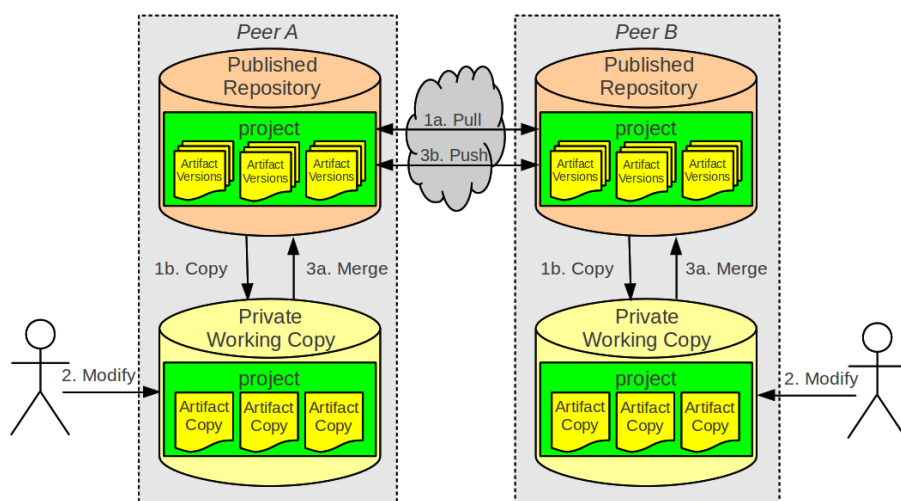 Peer A
Published
Repository
project
Artifact
Versions
Artifact
Versions
Artifact
Versions
1b. Copy
3a. Merge
Private
Working Copy
2. Modify
project
Artifact
Copy
Artifact
Copy
Artifact
Copy
1a. Pull
3b. Push
Peer B
Published
Repository
project
Artifact
Versions
Artifact
Versions
Artifact
Versions
1b. Copy
3a. Merge
Private
Working Copy
2. Modify
project
Artifact
Copy
Artifact
Copy
Artifact
Copy